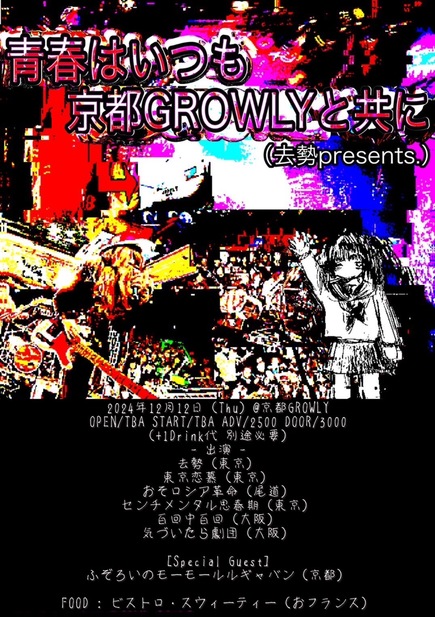 青春はいつも
京都GROWLYと共に
(去勢presents.)
2024年12月12日 (Thu) @京都GROWLY
OPEN/TBA START/TBA ADV/2500 DOOR/3000
(+1Drink代 別途必要)
- 出演 -
去勢 (東京)
東京恋慕 (東京)
おそロシア革命 (尾道)
センチメンタル思春期 (東京)
百回中百回 (大阪)
気づいたら劇団 (大阪)
[Special Guest]
ふぞろいのモーモールルギャバン (京都)
FOOD : ビストロ・スウィーティー (おフランス)